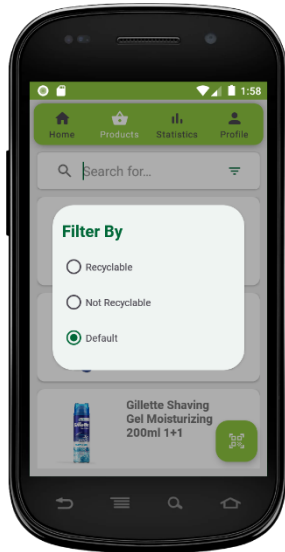 1:58
Home Products Statistics Profile
Search for...
Filter By
Recyclable
Not Recyclable
Default
Gillette Shaving
Gel Moisturizing
200ml 1+1